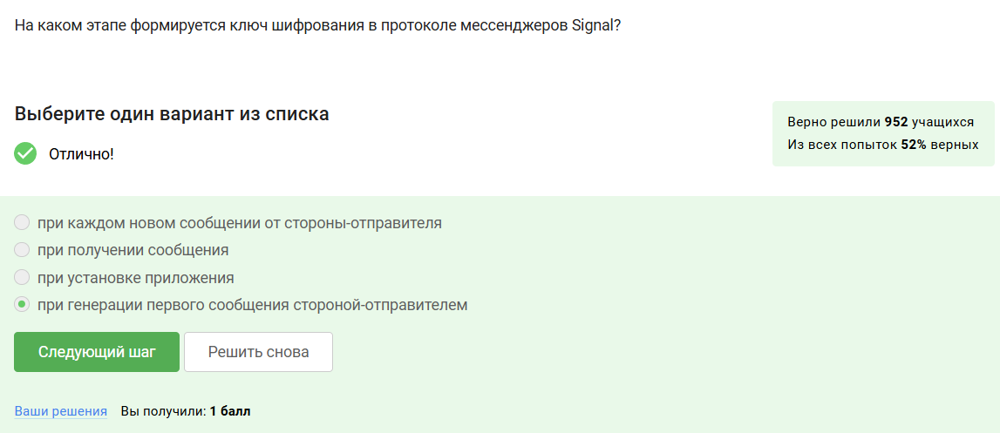 На каком этапе формируется ключ шифрования в протоколе мессенджеров Signal?
Выберите один вариант из списка
Отлично!
Верно решили 952 учащихся
Из всех попыток 52% верных
при каждом новом сообщении от стороны-отправителя
при получении сообщения
при установке приложения
при генерации первого сообщения стороной-отправителем
Следующий шаг
Решить снова
Ваши решения Вы получили: 1 балл